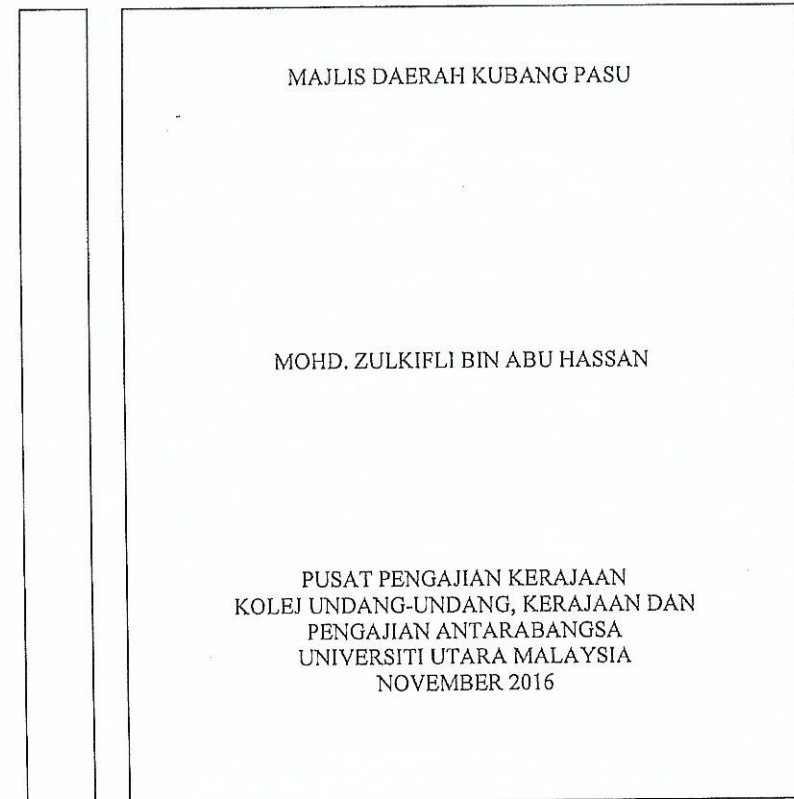 MAJLIS DAERAH KUBANG PASU
MOHD. ZULKIFLI BIN ABU HASSAN
PUSAT PENGAJIAN KERAJAAN
KOLEJ UNDANG-UNDANG, KERAJAAN DAN
PENGAJIAN ANTARABANGSA
UNIVERSITI UTARA MALAYSIA
NOVEMBER 2016